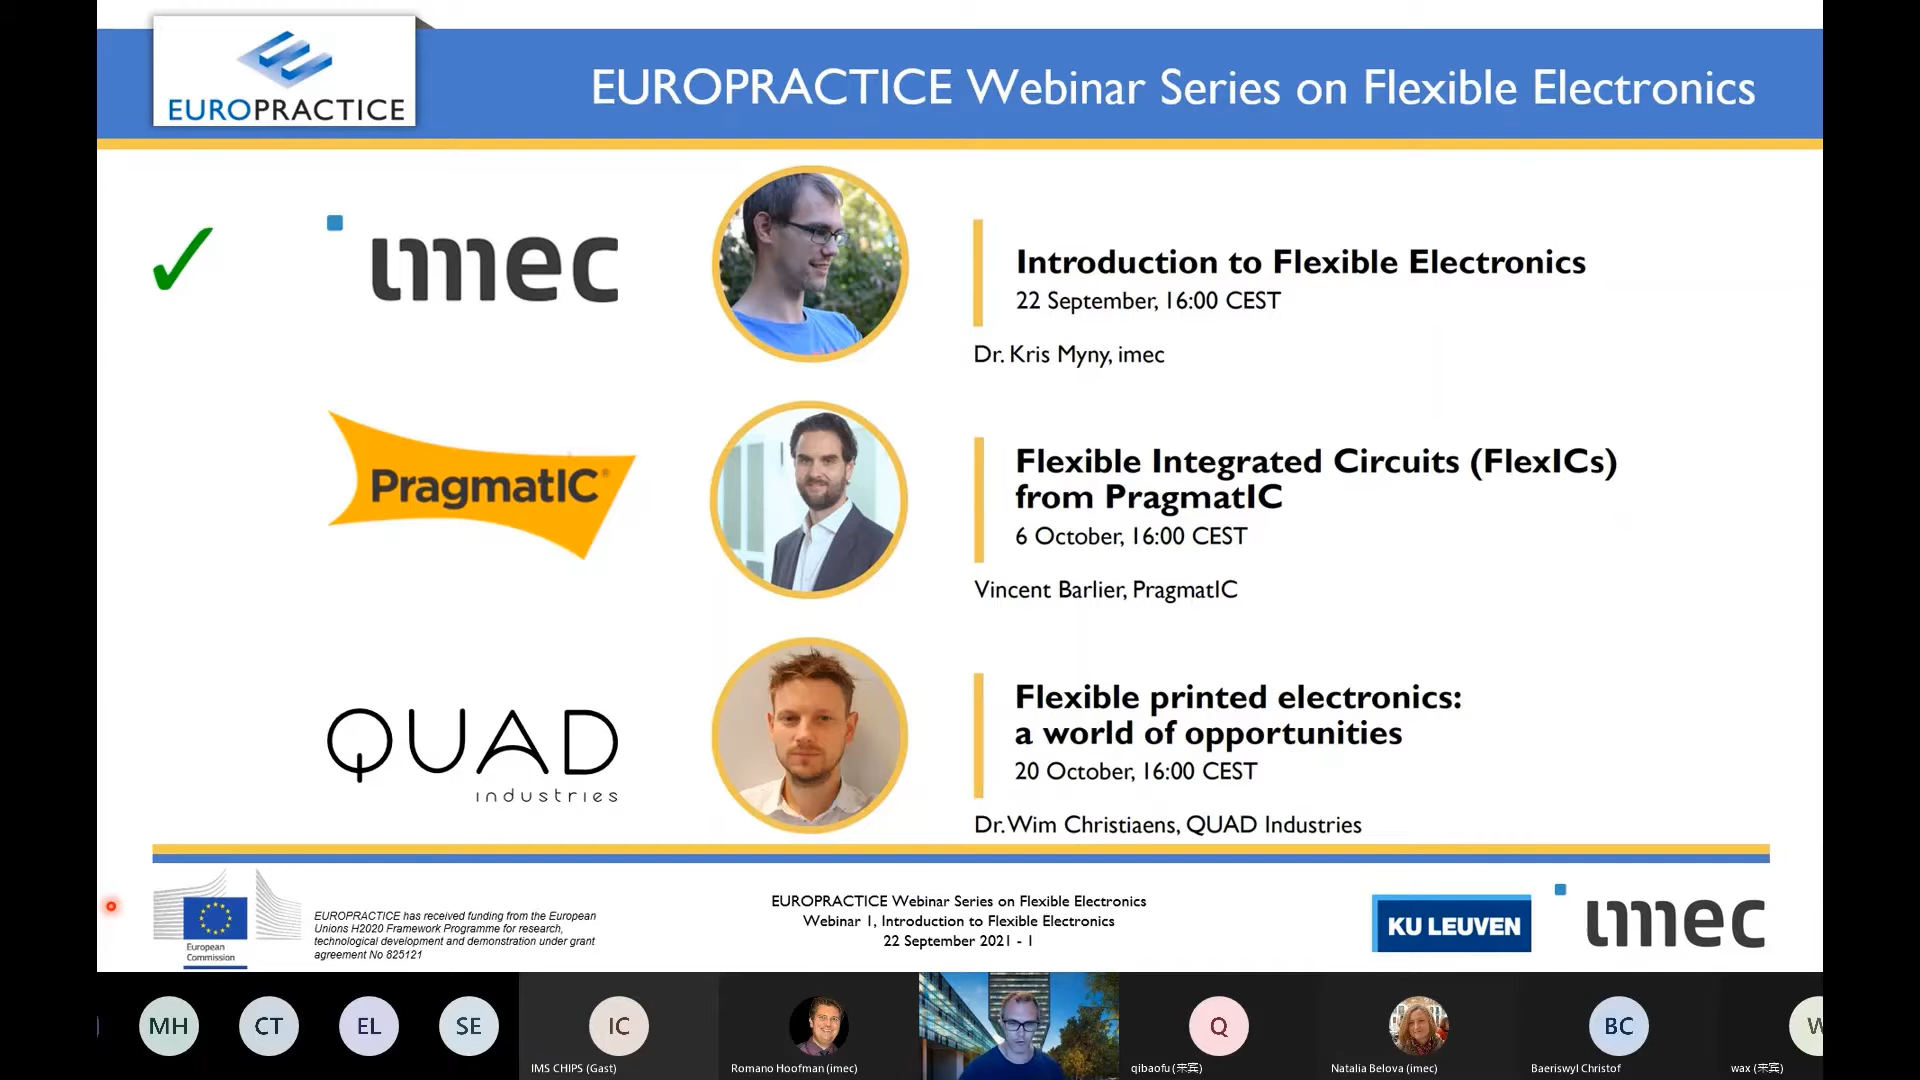 EUROPRACTICE
EUROPRACTICE Webinar Series on Flexible Electronics
imec
Introduction to Flexible Electronics
22 September, 16:00 CEST
Dr. Kris Myny, imec
PragmatIC®
Flexible Integrated Circuits (FlexICs)
from PragmatIC
6 October, 16:00 CEST
Vincent Barlier, PragmatIC
QUAD
industries
Flexible printed electronics:
a world of opportunities
20 October, 16:00 CEST
Dr. Wim Christiaens, QUAD Industries
European
Commission
EUROPRACTICE has received funding from the European
Unions H2020 Framework Programme for research,
technological development and demonstration under grant
agreement No 825121
EUROPRACTICE Webinar Series on Flexible Electronics
Webinar 1, Introduction to Flexible Electronics
22 September 2021 - 1
KU LEUVEN
imec
MH
CT
EL
SE
IC
IMS CHIPS (Gast)
Romano Hoofman (imec)
Q
qibaofu (来宾)
Natalia Belova (imec)
BC
Baeriswyl Christof
W
wax (来宾)